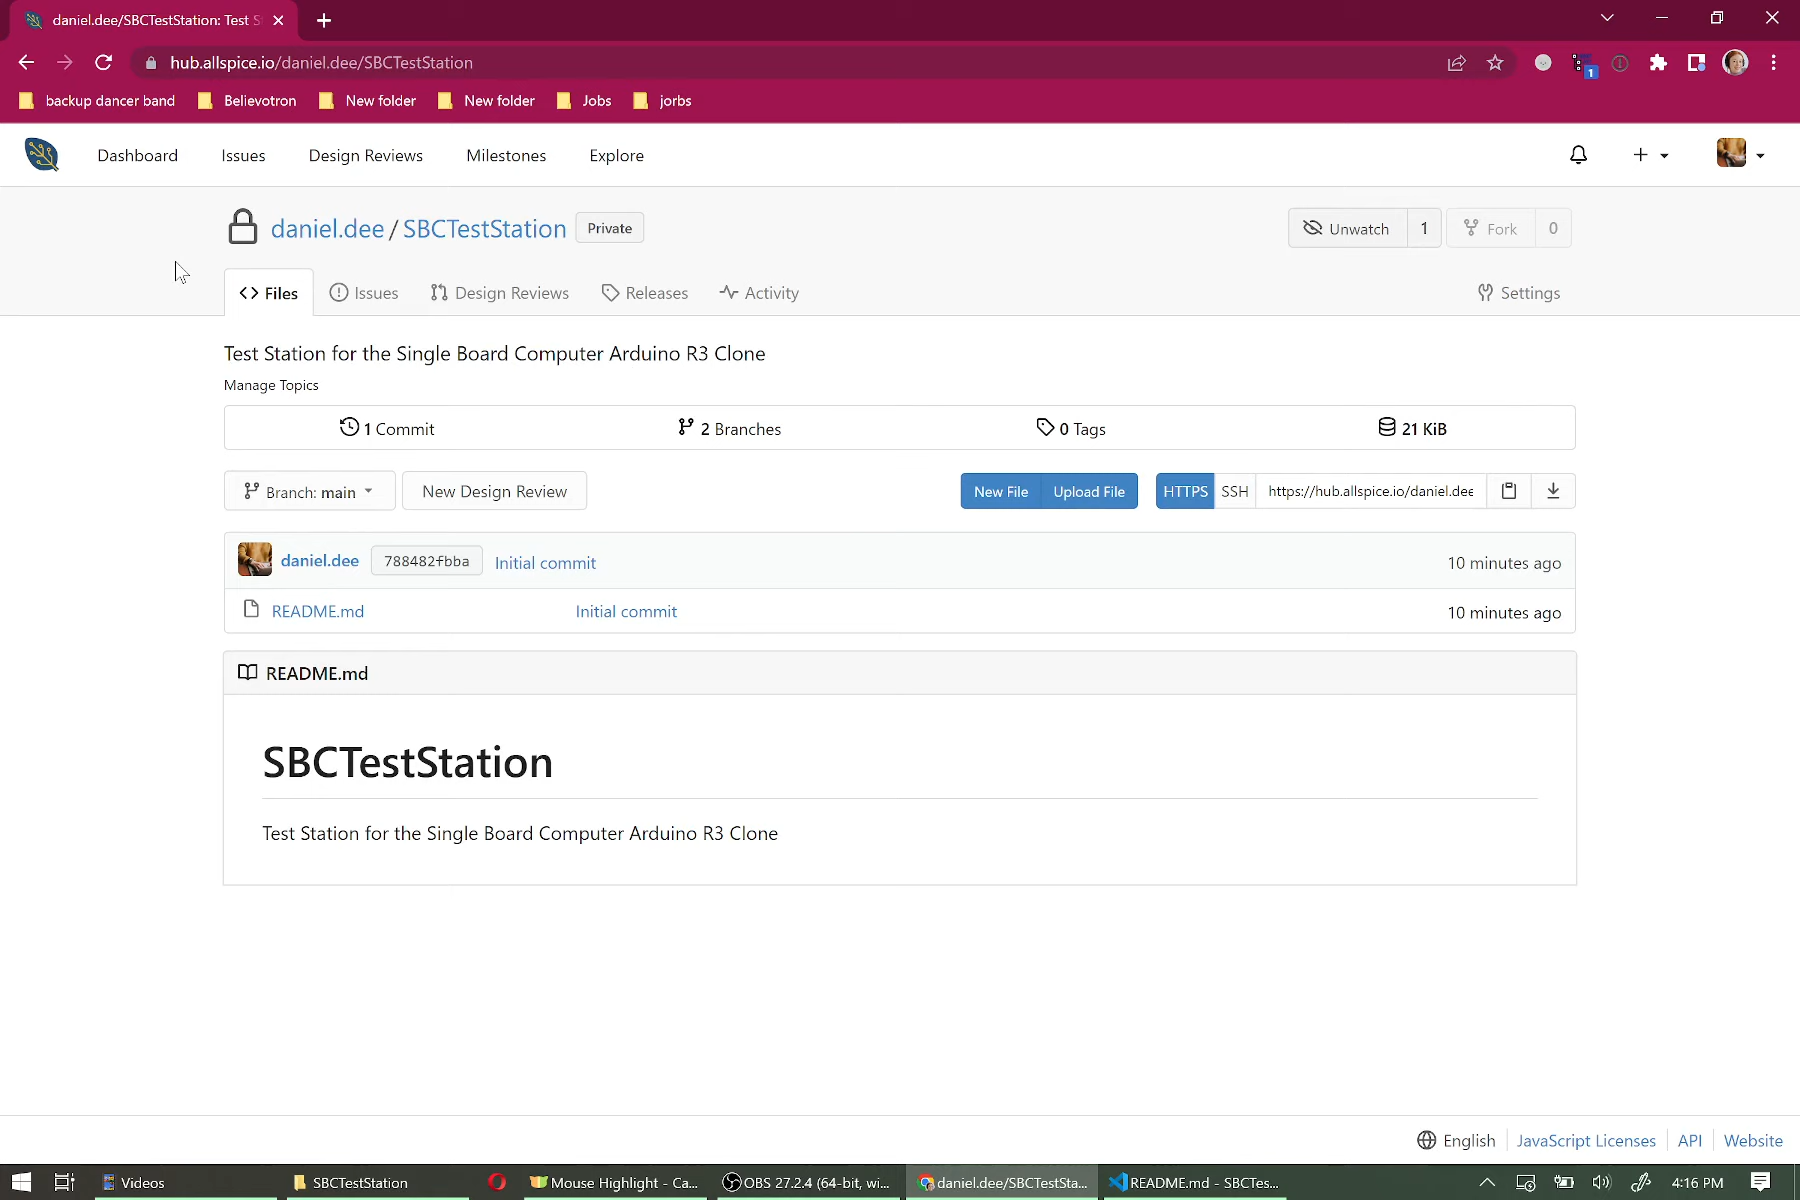 daniel.dee/SBCTestStation: Test S
hub.allspice.io/daniel.dee/SBCTestStation
1
backup dancer band
Believotron
New folder
New folder
Jobs
jorbs
Dashboard
Issues
Design Reviews
Milestones
Explore
daniel.dee / SBCTestStation
Private
Unwatch
1
Fork
0
Files
Issues
Design Reviews
Releases
Activity
Settings
Test Station for the Single Board Computer Arduino R3 Clone
Manage Topics
1 Commit
2 Branches
0 Tags
21 KiB
Branch: main
New Design Review
New File
Upload File
HTTPS
SSH
https://hub.allspice.io/daniel.dee
daniel.dee
788482fbba
Initial commit
10 minutes ago
README.md
Initial commit
10 minutes ago
README.md
SBCTestStation
Test Station for the Single Board Computer Arduino R3 Clone
English
JavaScript Licenses
API
Website
Videos
SBCTestStation
Mouse Highlight - Ca...
OBS 27.2.4 (64-bit, wi...
daniel.dee/SBCTestSta...
README.md - SBCTes...
4:16 PM